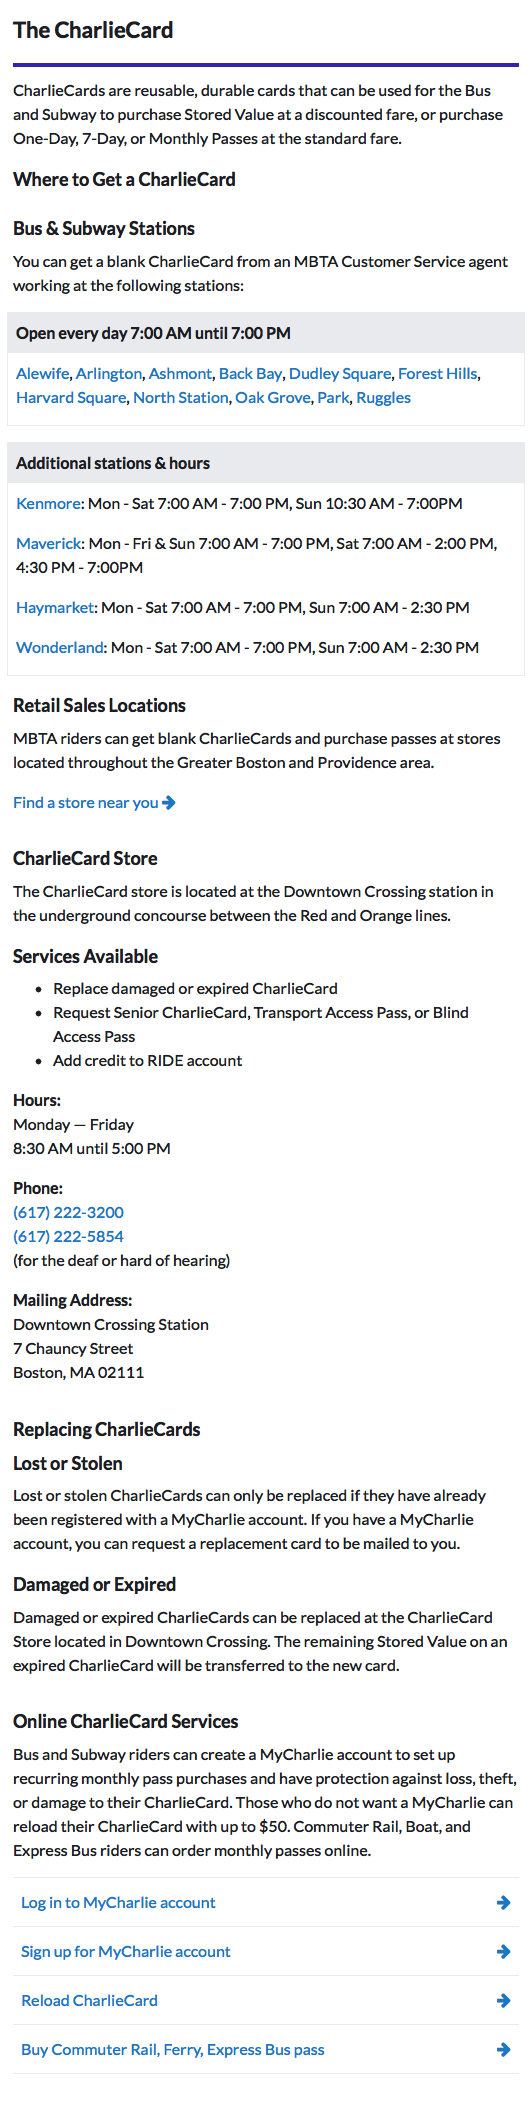 The CharlieCard
CharlieCards are reusable, durable cards that can be used for the Bus
and Subway to purchase Stored Value at a discounted fare, or purchase
One-Day, 7-Day, or Monthly Passes at the standard fare.
Where to Get a CharlieCard
Bus & Subway Stations
You can get a blank CharlieCard from an MBTA Customer Service agent
working at the following stations:
Open every day 7:00 AM until 7:00 PM
Alewife, Arlington, Ashmont, Back Bay, Dudley Square, Forest Hills,
Harvard Square, North Station, Oak Grove, Park, Ruggles
Additional stations & hours
Kenmore: Mon - Sat 7:00 AM - 7:00 PM, Sun 10:30 AM - 7:00PM
Maverick: Mon - Fri & Sun 7:00 AM - 7:00 PM, Sat 7:00 AM - 2:00 PM,
4:30 PM - 7:00PM
Haymarket: Mon - Sat 7:00 AM - 7:00 PM, Sun 7:00 AM - 2:30 PM
Wonderland: Mon - Sat 7:00 AM - 7:00 PM, Sun 7:00 AM - 2:30 PM
Retail Sales Locations
MBTA riders can get blank CharlieCards and purchase passes at stores
located throughout the Greater Boston and Providence area.
Find a store near you
CharlieCard Store
The CharlieCard store is located at the Downtown Crossing station in
the underground concourse between the Red and Orange lines.
Services Available
• Replace damaged or expired CharlieCard
• Request Senior CharlieCard, Transport Access Pass, or Blind
Access Pass
• Add credit to RIDE account
Hours:
Monday — Friday
8:30 AM until 5:00 PM
Phone:
(617) 222-3200
(617) 222-5854
(for the deaf or hard of hearing)
Mailing Address:
Downtown Crossing Station
7 Chauncy Street
Boston, MA 02111
Replacing CharlieCards
Lost or Stolen
Lost or stolen CharlieCards can only be replaced if they have already
been registered with a MyCharlie account. If you have a MyCharlie
account, you can request a replacement card to be mailed to you.
Damaged or Expired
Damaged or expired CharlieCards can be replaced at the CharlieCard
Store located in Downtown Crossing. The remaining Stored Value on an
expired CharlieCard will be transferred to the new card.
Online CharlieCard Services
Bus and Subway riders can create a MyCharlie account to set up
recurring monthly pass purchases and have protection against loss, theft,
or damage to their CharlieCard. Those who do not want a MyCharlie can
reload their CharlieCard with up to $50. Commuter Rail, Boat, and
Express Bus riders can order monthly passes online.
Log in to MyCharlie account
Sign up for MyCharlie account
Reload CharlieCard
Buy Commuter Rail, Ferry, Express Bus pass